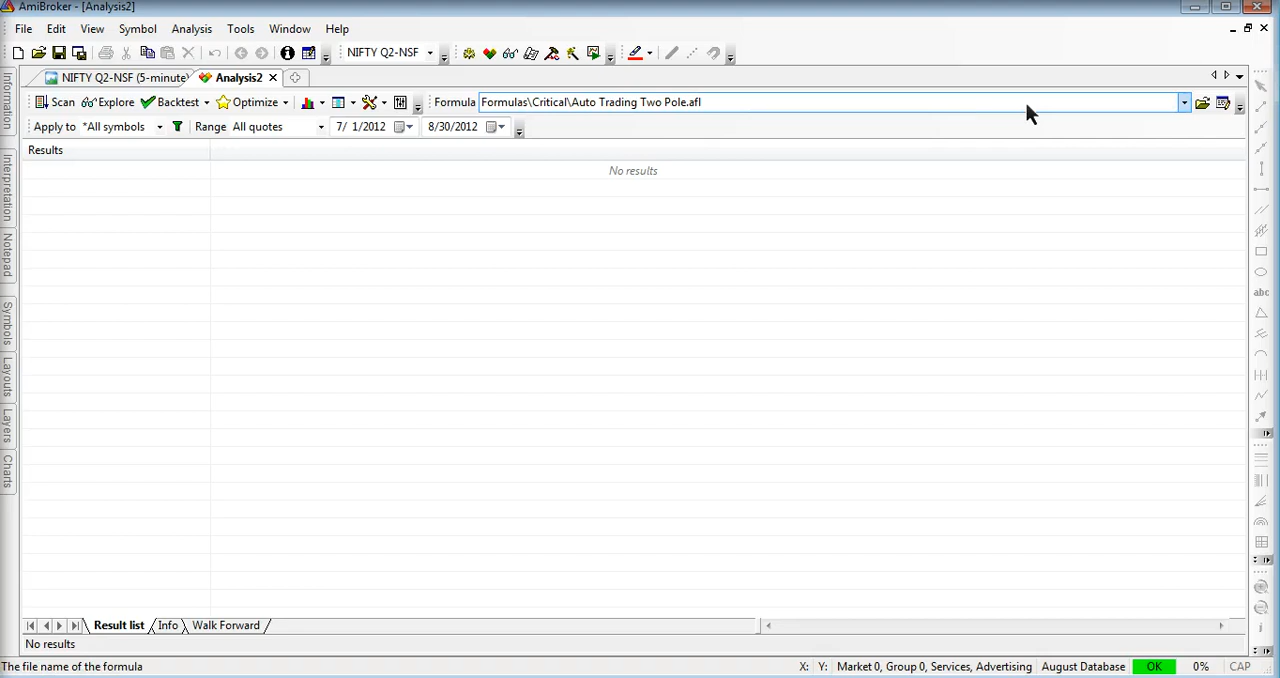 AmiBroker - [Analysis2]
File Edit View Symbol Analysis Tools Window Help
NIFTY Q2-NSF
NIFTY Q2-NSF (5-minute) Analysis2
Scan Explore Backtest Optimize Formula Formulas\Critical\Auto Trading Two Pole.afl
Apply to *All symbols Range All quotes 7/ 1/2012 8/30/2012
Results
No results
Information
Interpretation
Notepad
Symbols
Layouts
Layers
Charts
abc
Result list Info Walk Forward
No results
The file name of the formula X: Y: Market 0, Group 0, Services, Advertising August Database OK 0% CAP